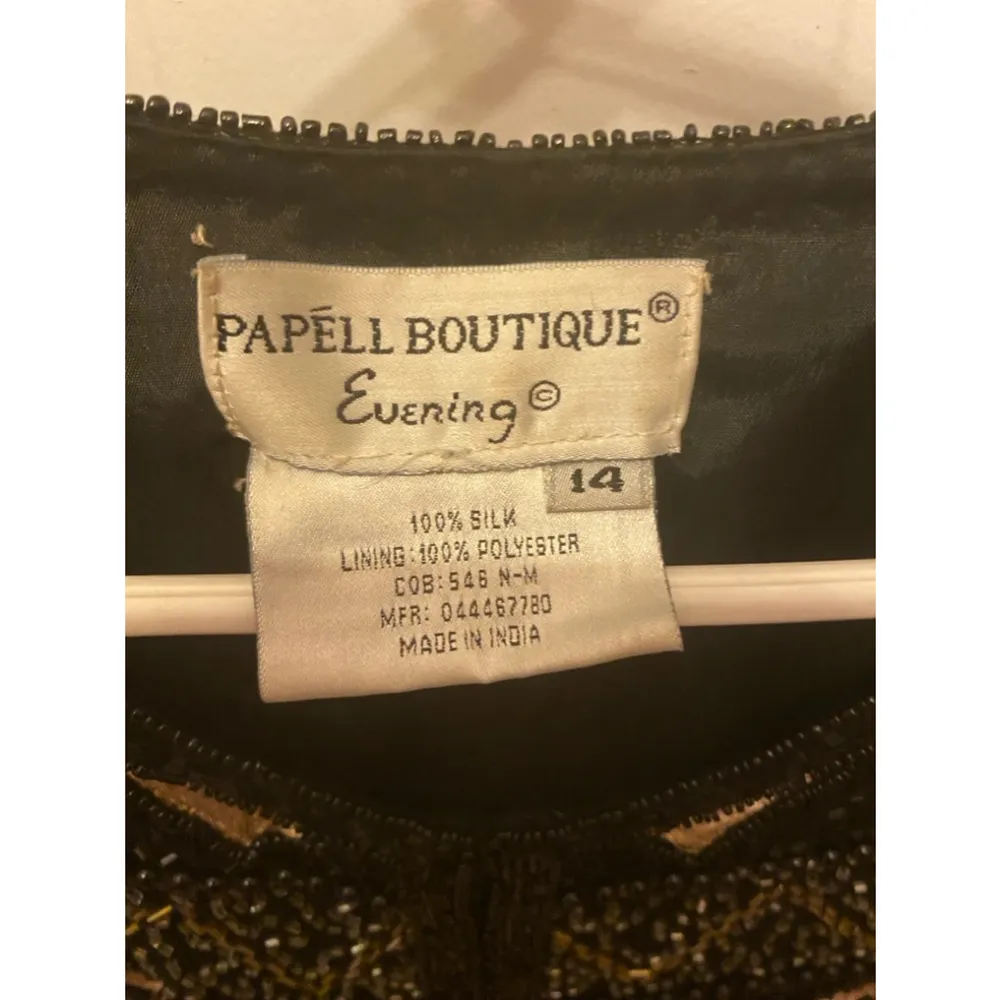 PAPÉLL BOUTIQUE®
Evening ©
14
100% SILK
LINING:100% POLYESTER
COB:546 N-M
MFR: 044467780
MADE IN INDIA